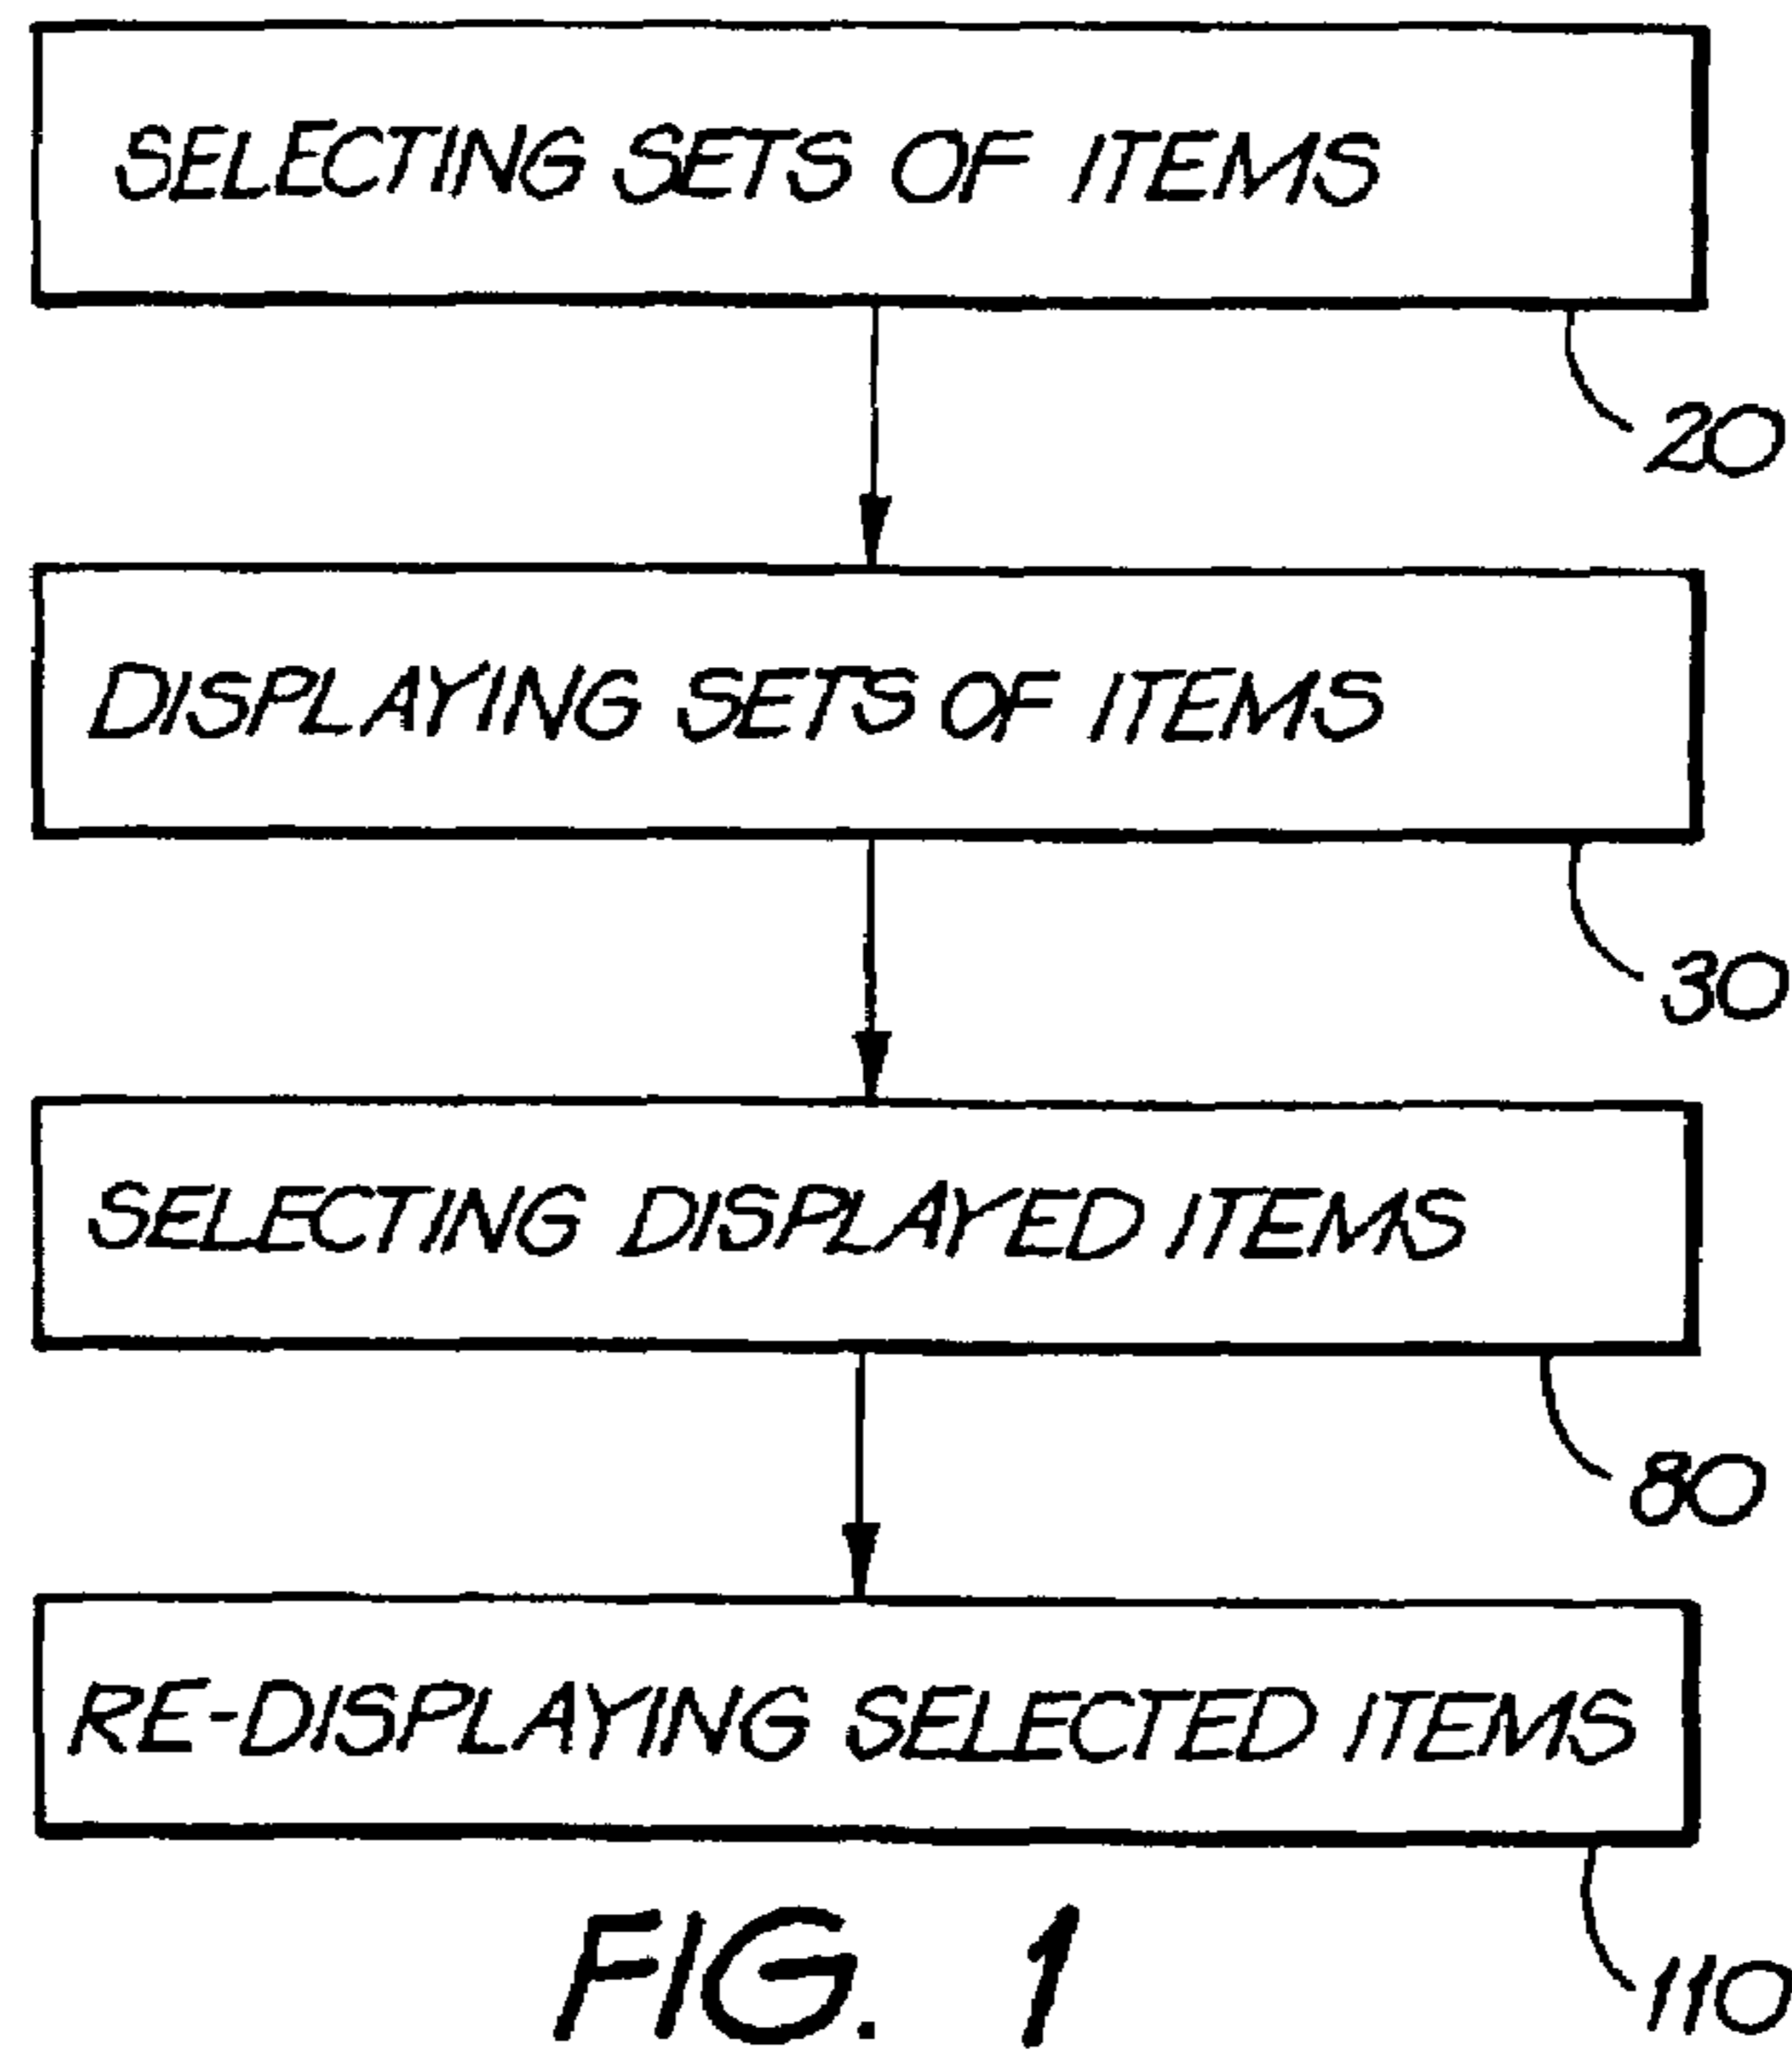 SELECTING SETS OF ITEMS
20
DISPLAYING SETS OF ITEMS
30
SELECTING DISPLAYED ITEMS
80
RE-DISPLAYING SELECTED ITEMS
110
FIG. 1